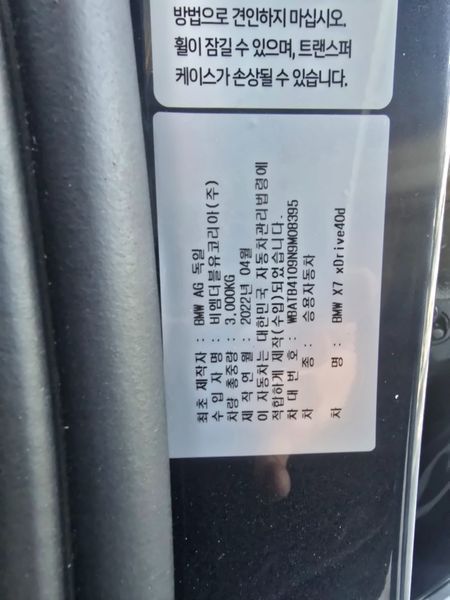 방법으로 견인하지 마십시오.
휠이 잠길 수 있으며, 트랜스퍼
케이스가 손상될 수 있습니다.
최초 제작자 : BMW AG 독일
수 입 자 명 : 비엠더블유코리아(주)
차량 총중량 : 3,000KG
제 작 연 월 : 2022년 04월
이 자동차는 대한민국 자동차관리법령에
적합하게 제작(수입)되었습니다.
차 대 번 호 : WBATB4109N9M08395
차 종 : 승용자동차
차 명 : BMW X7 xDrive40d